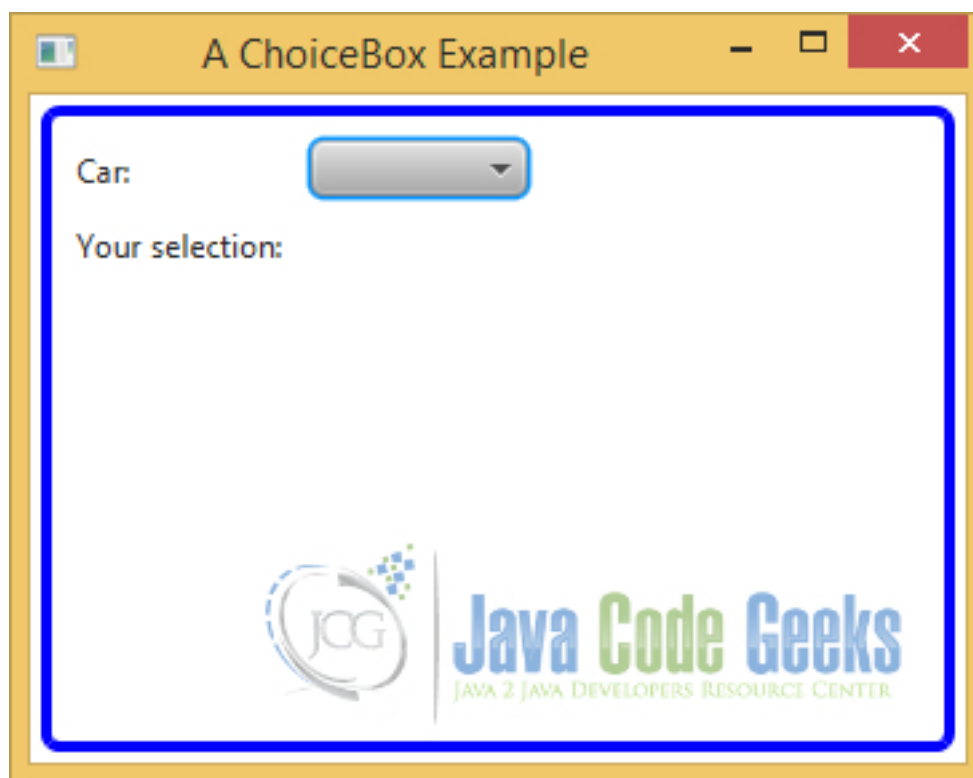 A ChoiceBox Example
Car:
Your selection:
JCG
Java Code Geeks
JAVA 2 JAVA DEVELOPERS RESOURCE CENTER